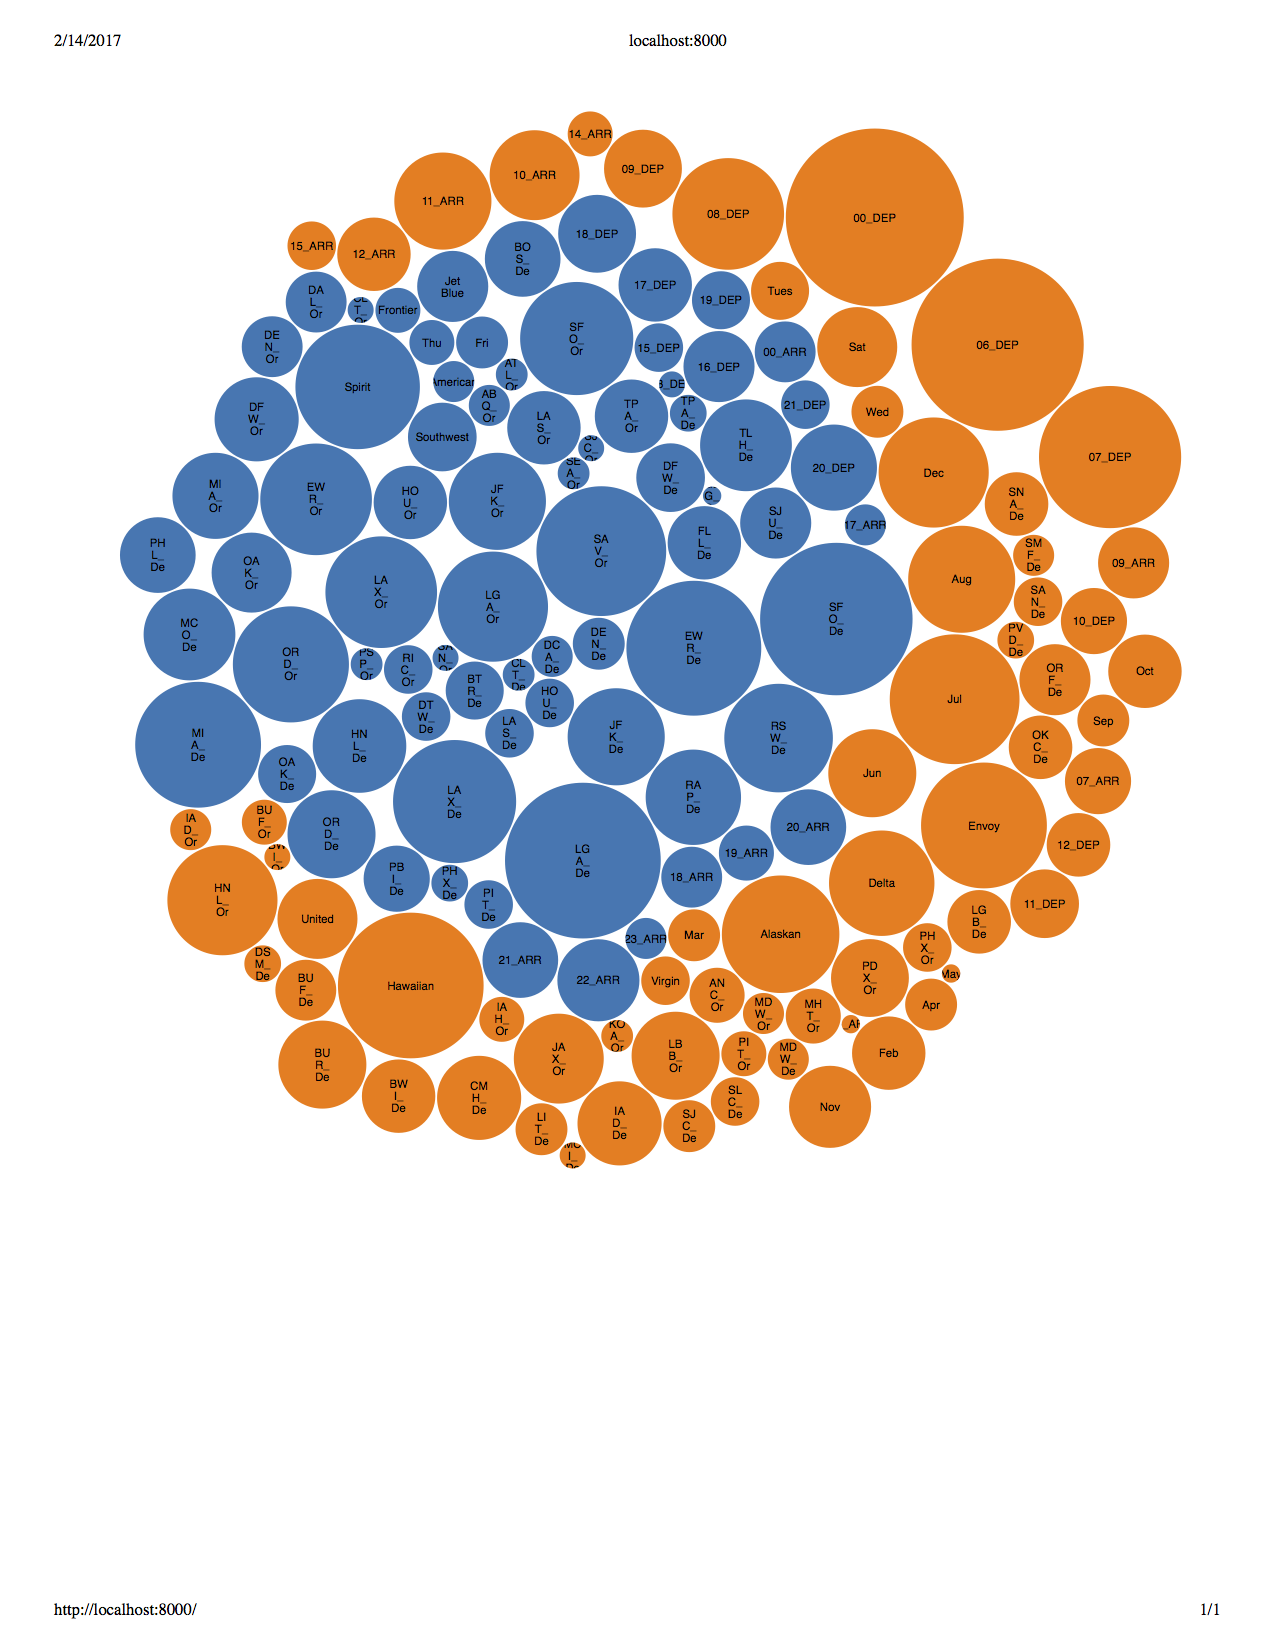 2/14/2017
localhost:8000
14_ARR
10_ARR
09_DEP
11_ARR
08_DEP
00_DEP
15_ARR
12_ARR
BO
S_
De
18_DEP
Jet
Blue
17_DEP
19_DEP
Tues
DA
L_
Or
Frontier
DE
N_
Or
Thu
Fri
SF
O_
Or
15_DEP
16_DEP
00_ARR
Sat
06_DEP
Spirit
American
L_
AB
Q_
Or
21_DEP
Wed
DF
W_
Or
Southwest
LA
S_
Or
TP
A_
Or
TP
A_
De
TL
H_
De
20_DEP
Dec
07_DEP
MI
A_
Or
EW
R_
Or
HO
U_
Or
JF
K_
Or
A_
Or
DF
W_
De
G_
SJ
U_
De
17_ARR
SN
A_
De
PH
L_
De
OA
K_
Or
LA
X_
Or
LG
A_
Or
SA
V_
Or
FL
L_
De
Aug
SM
F_
De
09_ARR
SA
N_
De
MC
O_
De
OR
D_
Or
P_
Or
RI
C_
Or
N_
BT
R_
De
T_
DC
A_
De
DE
N_
De
EW
R_
De
SF
O_
De
PV
D_
De
10_DEP
OR
F_
De
Oct
MI
A_
De
HN
L_
De
DT
W_
De
LA
S_
De
HO
U_
De
JF
K_
De
RS
W_
De
Jul
Sep
OK
C_
De
OA
K_
De
LA
X_
De
RA
P_
De
Jun
07_ARR
IA
D_
Or
BU
F_
Or
OR
D_
De
LG
A_
De
20_ARR
Envoy
12_DEP
19_ARR
HN
L_
Or
PB
I_
De
PH
X_
De
18_ARR
Delta
United
PI
T_
De
LG
B_
De
11_DEP
DS
M_
De
21_ARR
23_ARR
Mar
Alaskan
PH
X_
Or
BU
F_
De
Hawaiian
22_ARR
Virgin
AN
C_
Or
PD
X_
Or
May
IA
H_
Or
A_
Or
MD
W_
Or
MH
T_
Or
Apr
BU
R_
De
JA
X_
Or
LB
B_
Or
PI
T_
Or
MD
W_
De
Feb
BW
I_
De
CM
H_
De
LI
T_
De
IA
D_
De
SJ
C_
De
SL
C_
De
Nov
I_
http://localhost:8000/
1/1